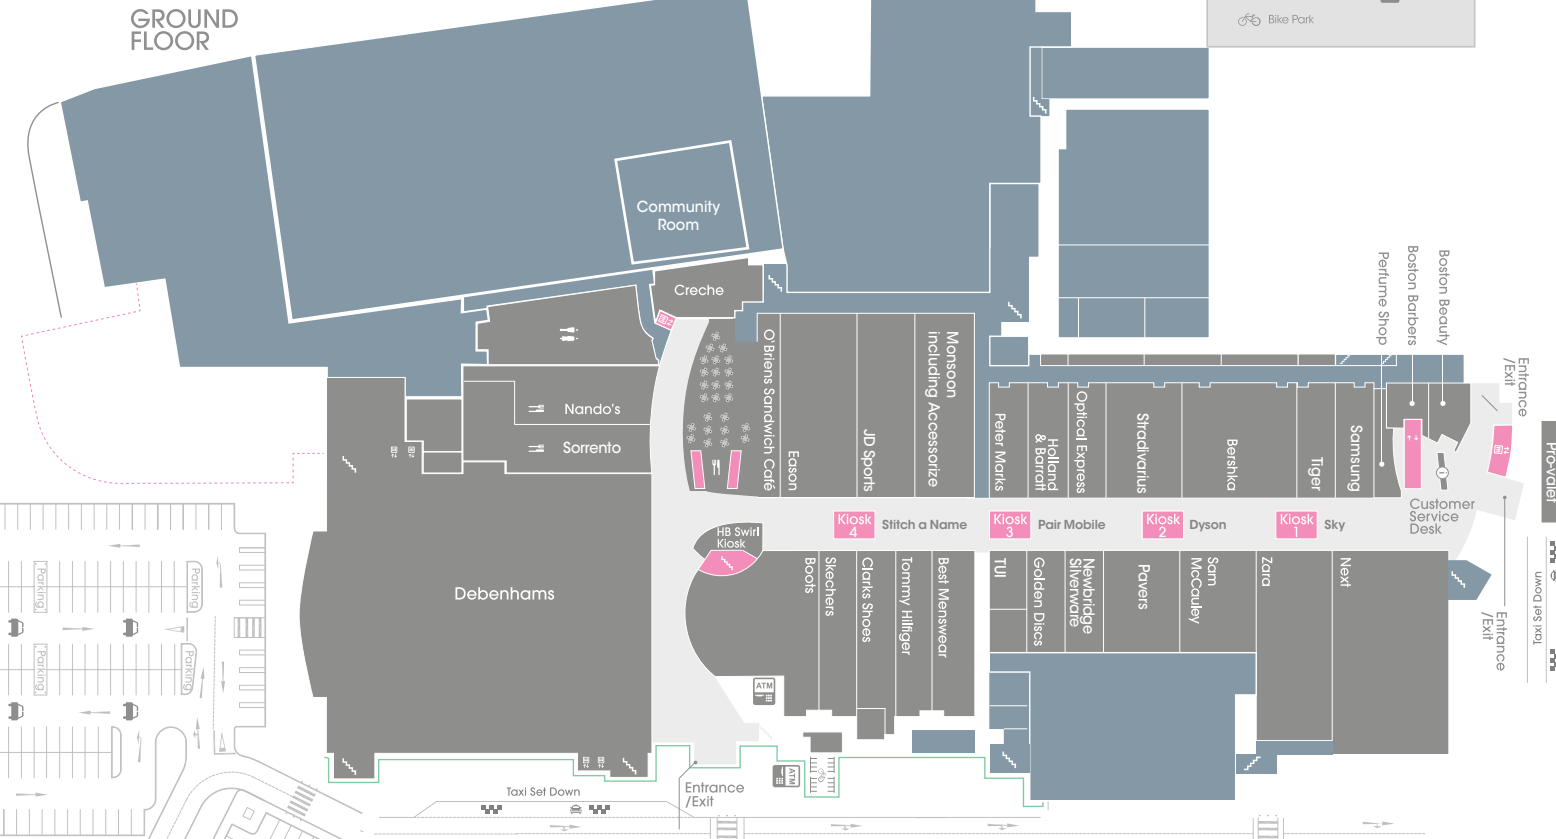 GROUND
FLOOR
Bike Park
Community
Room
Creche
Perfume Shop
Boston Barbers
Boston Beauty
Entrance
/Exit
Pro-valet
Nando's
Sorrento
O'Briens Sandwich Café
Eason
JD Sports
Monsoon
including Accessorize
Peter Marks
Holland
& Barratt
Optical Express
Stradivarius
Bershka
Tiger
Samsung
Customer
Service
Desk
HB Swirl
Kiosk
Kiosk
4
Stitch a Name
Kiosk
3
Pair Mobile
Kiosk
2
Dyson
Kiosk
1
Sky
Debenhams
Boots
Skechers
Clarks Shoes
Tommy Hilfiger
Best Menswear
TUI
Golden Discs
Newbridge
Silverware
Pavers
Sam
McCauley
Zara
Next
Entrance
/Exit
Taxi Set Down
Parking
Parking
Parking
Parking
ATM
ATM
Entrance
/Exit
Taxi Set Down